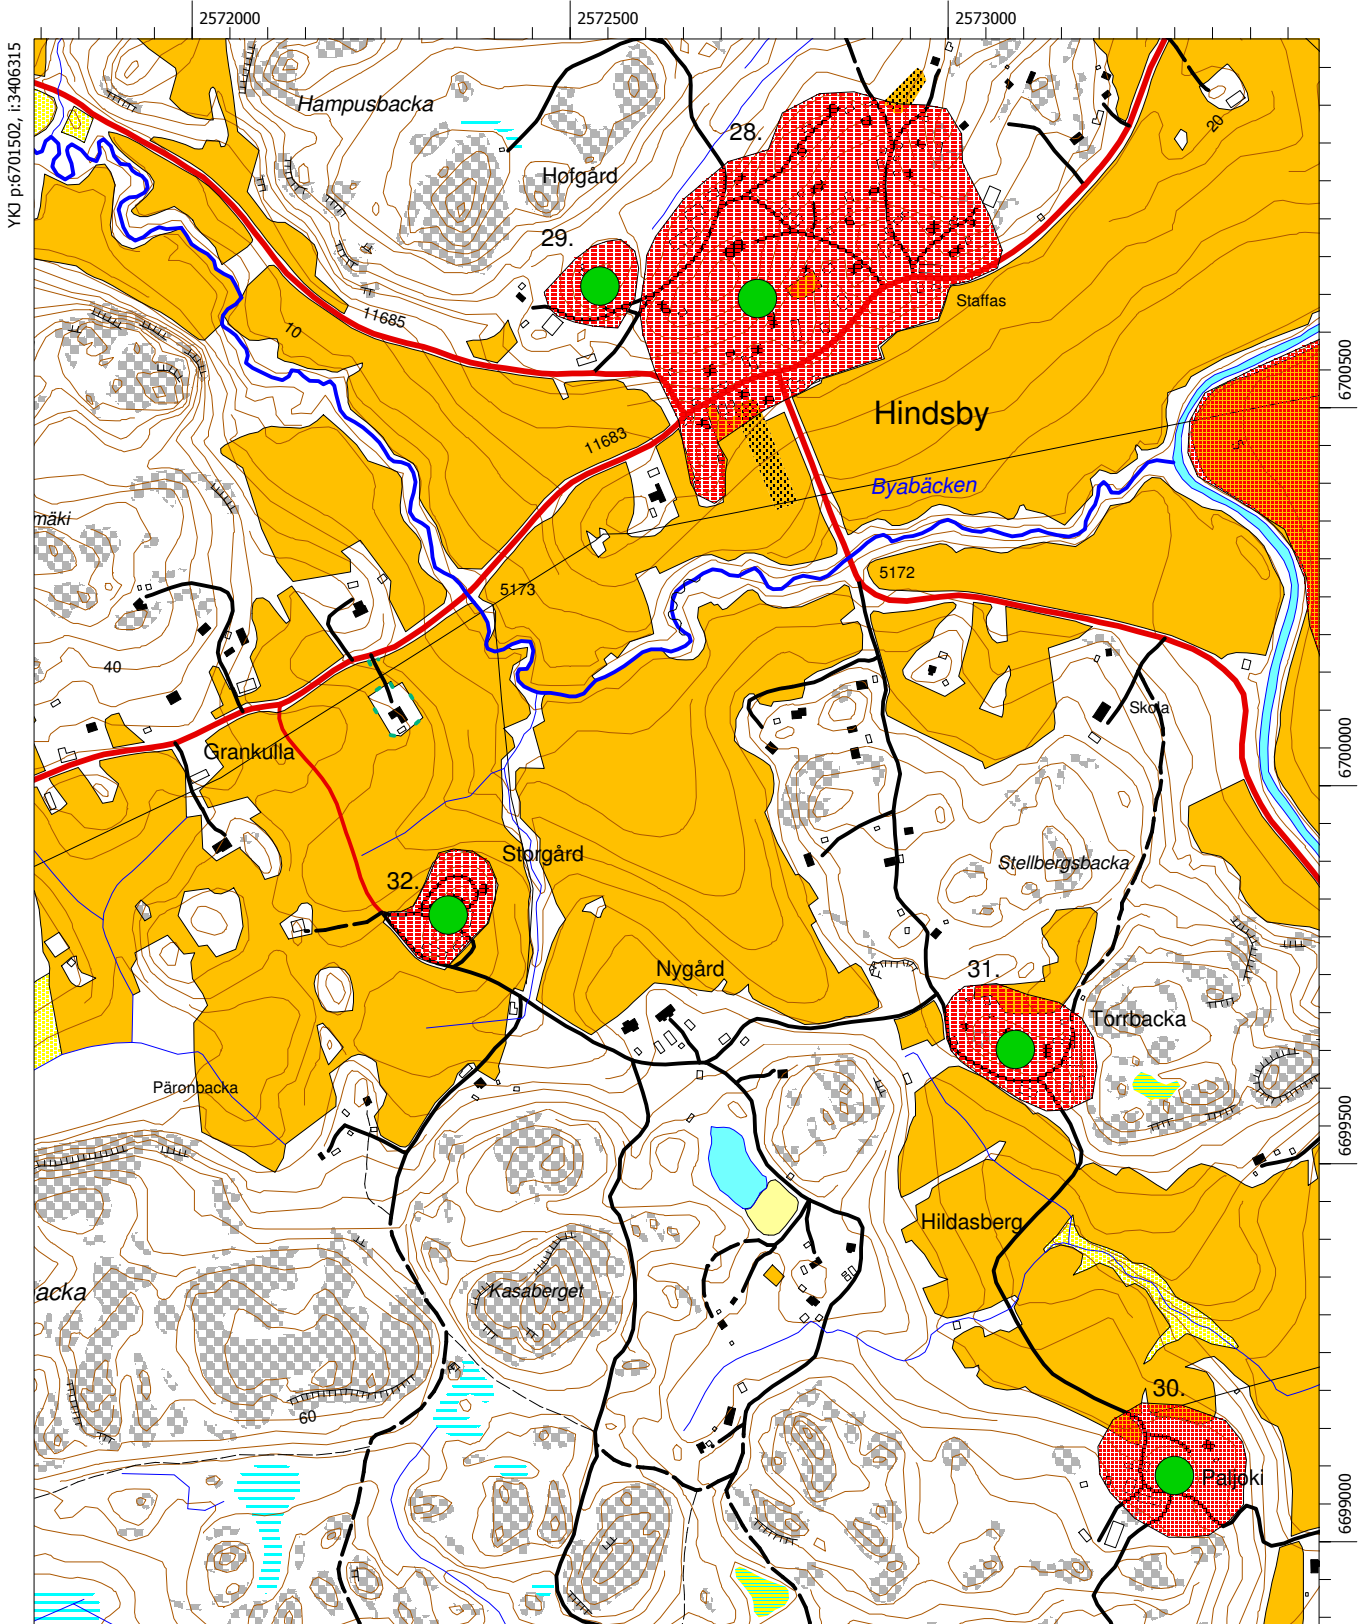 2572000
2572500
2573000
YKJ p:6701502, i:3406315
Hampusbacka
28.
20
Hofgård
29.
Staffas
11685
10
6700500
Hindsby
11683
5
Byabäcken
mäki
5172
5173
40
Skola
Grankulla
6700000
Storgård
Stellbergsbacka
32.
Nygård
31.
Torrbacka
Päronbacka
6699500
Hildasberg
acka
Kasaberget
30.
60
Paijoki
6699000